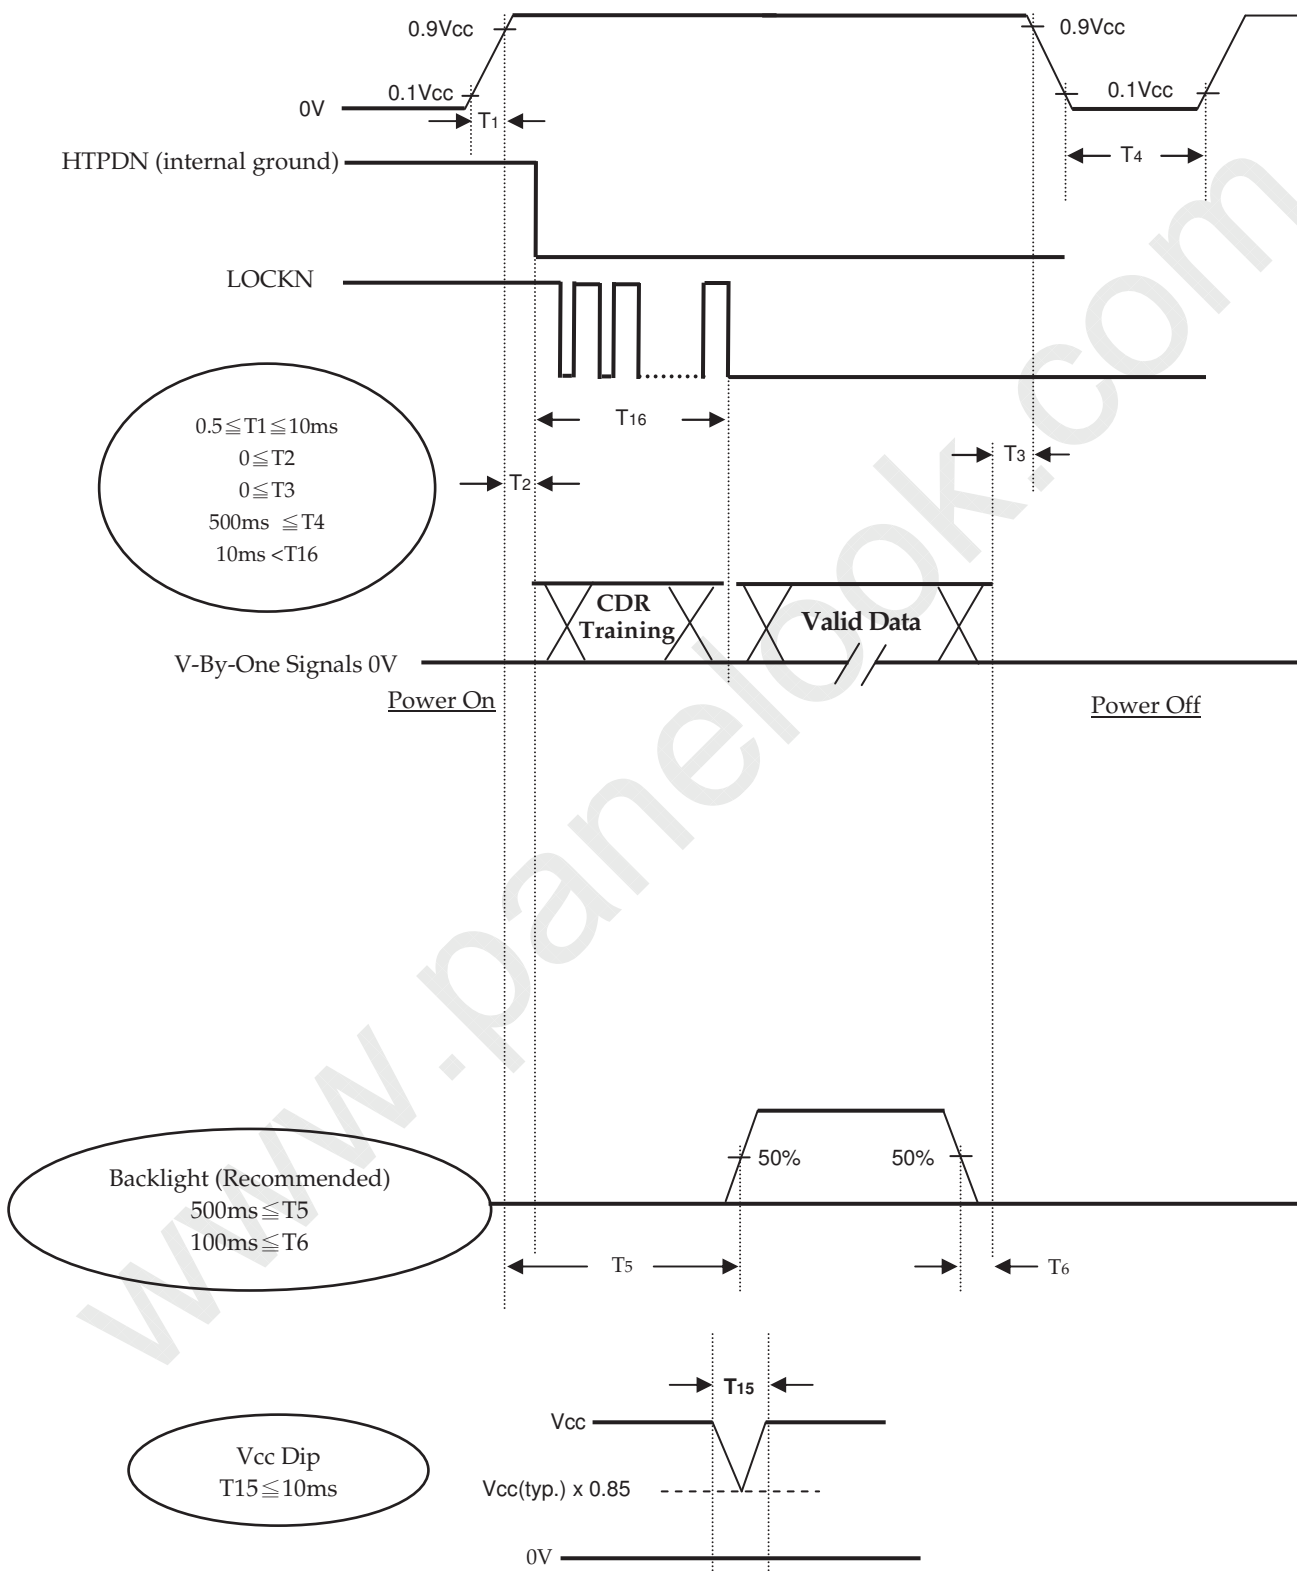 0.9Vcc
0.9Vcc
0.1Vcc
0.1Vcc
0V
T1
T4
HTPDN (internal ground)
LOCKN
T16
0.5≦T1≦10ms
0≦T2
0≦T3
500ms ≦T4
10ms <T16
T2
T3
CDR
Training
Valid Data
V-By-One Signals 0V
Power On
Power Off
50%
50%
Backlight (Recommended)
500ms≦T5
100ms≦T6
T5
T6
T15
Vcc
Vcc Dip
T15≦10ms
Vcc(typ.) x 0.85
0V
www.panelook.com